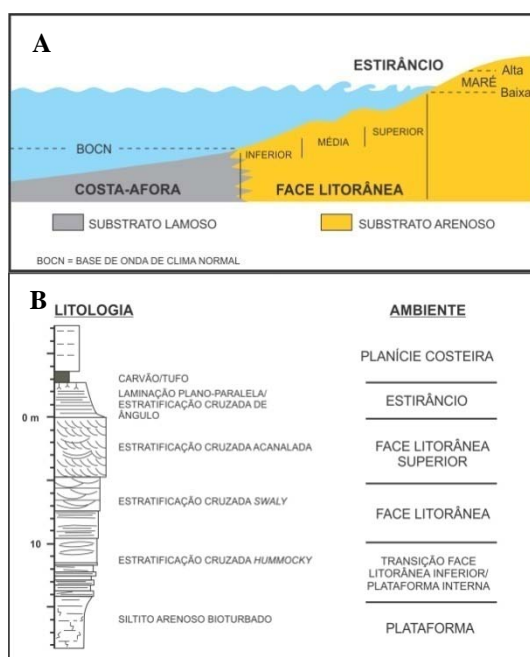 A
ESTIRÂNCIO
Alta
MARÉ
Baixa
BOCN
INFERIOR
MÉDIA
SUPERIOR
COSTA-AFORA
FACE LITORÂNEA
SUBSTRATO LAMOSO
SUBSTRATO ARENOSO
BOCN = BASE DE ONDA DE CLIMA NORMAL
B
LITOLOGIA
AMBIENTE
PLANÍCIE COSTEIRA
CARVÃO/TUFO
LAMINAÇÃO PLANO-PARALELA/
ESTRATIFICAÇÃO CRUZADA DE
ÂNGULO
ESTIRÂNCIO
0 m
ESTRATIFICAÇÃO CRUZADA ACANALADA
FACE LITORÂNEA
SUPERIOR
ESTRATIFICAÇÃO CRUZADA SWALY
FACE LITORÂNEA
10
ESTRATIFICAÇÃO CRUZADA HUMMOCKY
TRANSIÇÃO FACE
LITORÂNEA INFERIOR/
PLATAFORMA INTERNA
SILTITO ARENOSO BIOTURBADO
PLATAFORMA